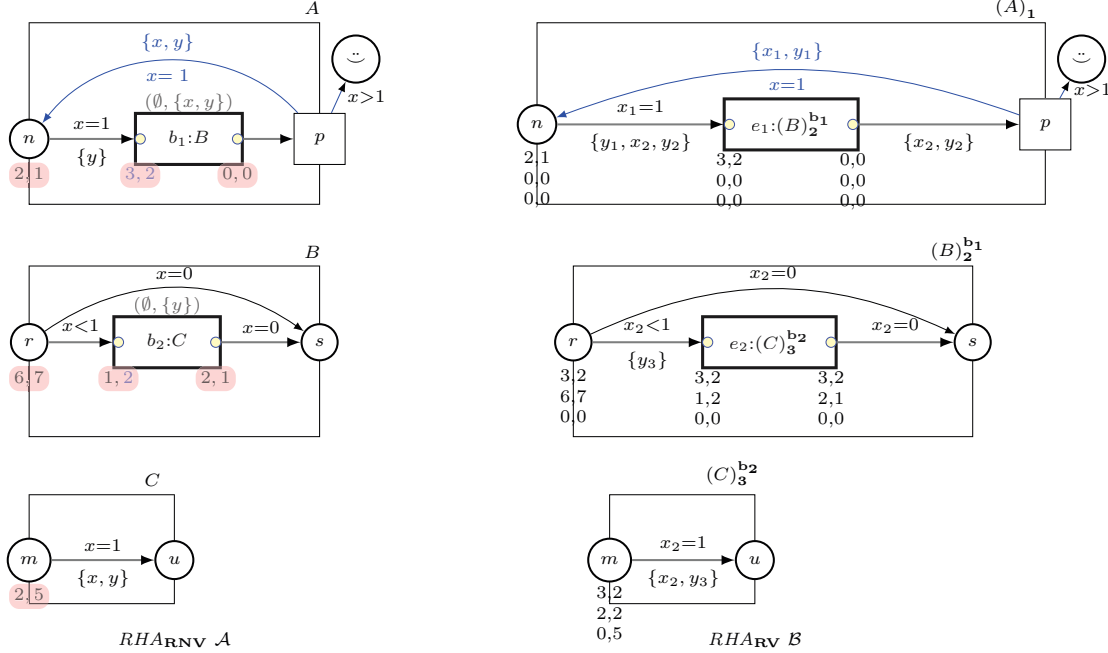 A
{x, y}
x= 1
(∅, {x, y})
x>1
n
x=1
b₁:B
p
{y}
2,1
3, 2
0,0
(A)₁
{x₁, y₁}
x=1
x>1
n
x₁=1
e₁:(B)₂ᵇ¹
p
{y₁, x₂, y₂}
{x₂, y₂}
2,1
0,0
0,0
3,2
0,0
0,0
0,0
0,0
0,0
B
x=0
(∅, {y})
r
x<1
b₂:C
x=0
s
6,7
1, 2
2, 1
(B)₂ᵇ¹
x₂=0
r
x₂<1
e₂:(C)₃ᵇ²
x₂=0
s
{y₃}
3,2
6,7
0,0
3,2
1,2
0,0
3,2
2,1
0,0
C
m
x=1
u
{x, y}
2,5
(C)₃ᵇ²
m
x₂=1
u
{x₂, y₃}
3,2
2,2
0,5
RHA_RNV 𝒜
RHA_RV ℬ